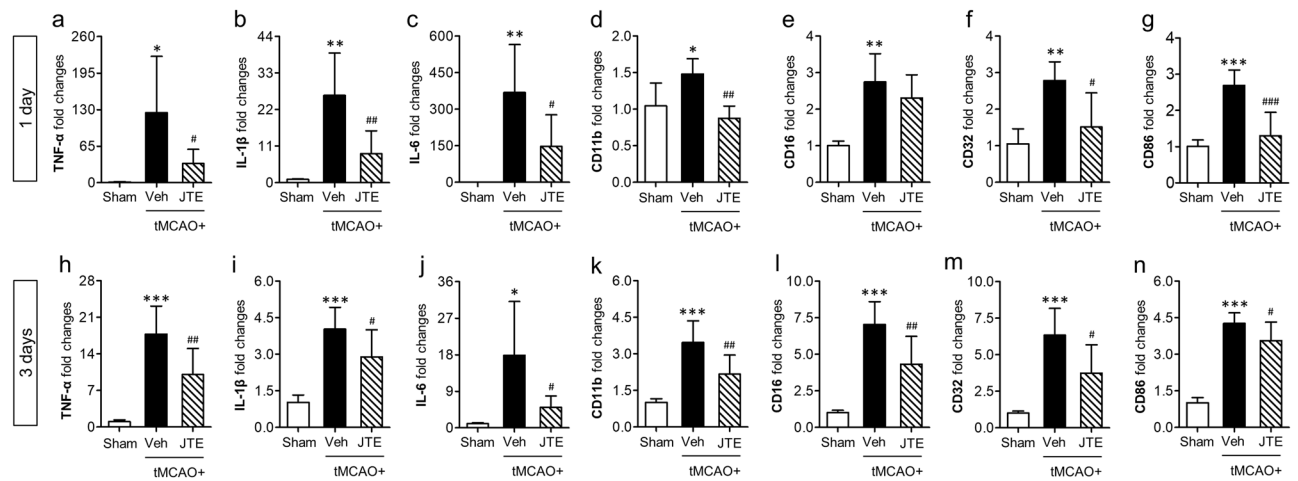 1 day
a
TNF-α fold changes
260
195
130
65
0
*
#
Sham Veh JTE
tMCAO+
b
IL-1β fold changes
44
33
22
11
0
**
##
Sham Veh JTE
tMCAO+
c
IL-6 fold changes
600
450
300
150
0
**
#
Sham Veh JTE
tMCAO+
d
CD11b fold changes
2.0
1.5
1.0
0.5
0.0
*
##
Sham Veh JTE
tMCAO+
e
CD16 fold changes
4
3
2
1
0
**
Sham Veh JTE
tMCAO+
f
CD32 fold changes
4
3
2
1
0
**
#
Sham Veh JTE
tMCAO+
g
CD86 fold changes
4
3
2
1
0
***
###
Sham Veh JTE
tMCAO+
3 days
h
TNF-α fold changes
28
21
14
7
0
***
##
Sham Veh JTE
tMCAO+
i
IL-1β fold changes
6.0
4.5
3.0
1.5
0.0
***
#
Sham Veh JTE
tMCAO+
j
IL-6 fold changes
36
27
18
9
0
*
#
Sham Veh JTE
tMCAO+
k
CD11b fold changes
6.0
4.5
3.0
1.5
0.0
***
##
Sham Veh JTE
tMCAO+
l
CD16 fold changes
10.0
7.5
5.0
2.5
0.0
***
##
Sham Veh JTE
tMCAO+
m
CD32 fold changes
10.0
7.5
5.0
2.5
0.0
***
#
Sham Veh JTE
tMCAO+
n
CD86 fold changes
6.0
4.5
3.0
1.5
0.0
***
#
Sham Veh JTE
tMCAO+